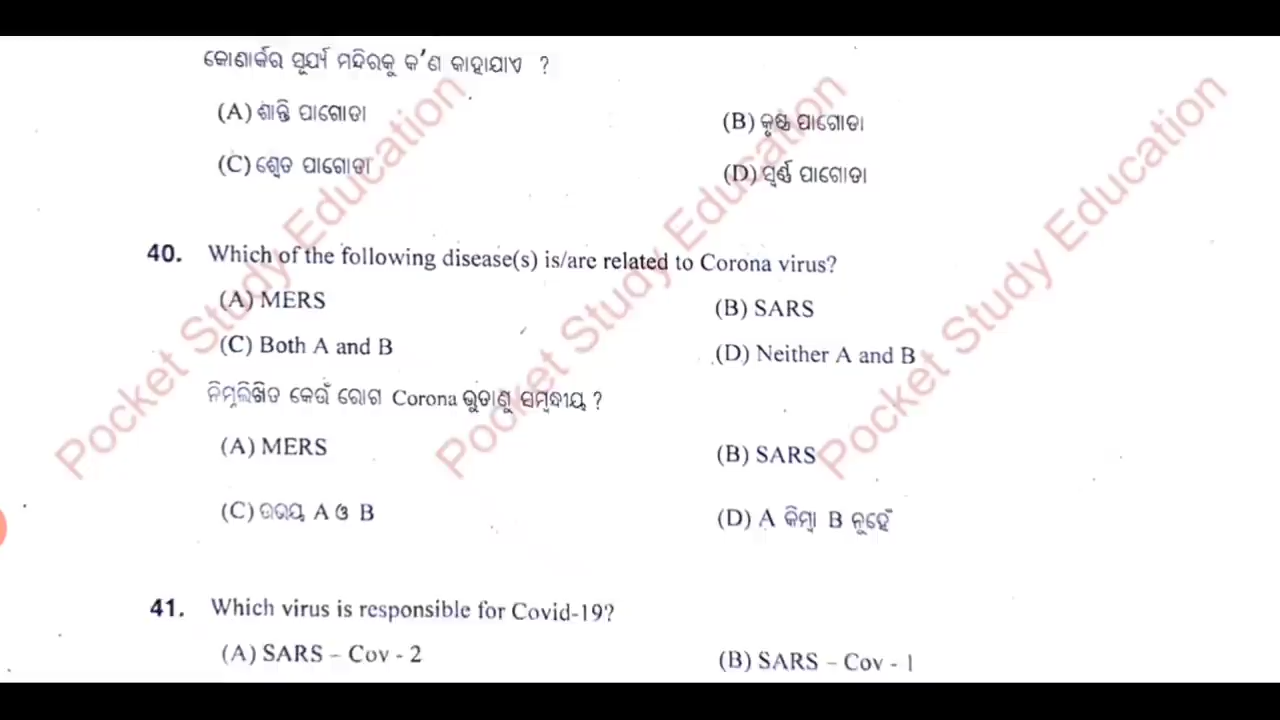 କୋଣାର୍କର ସୂର୍ଯ୍ୟ ମନ୍ଦିରକୁ କ'ଣ କାହାଯାଏ ?
(A) ଶାନ୍ତି ପାଗୋଡା (B) କୃଷ୍ଣ ପାଗୋଡା
(C) ଶ୍ୱେତ ପାଗୋଡା (D) ସ୍ୱର୍ଣ୍ଣ ପାଗୋଡା
40. Which of the following disease(s) is/are related to Corona virus?
(A) MERS (B) SARS
(C) Both A and B (D) Neither A and B
ନିମ୍ନଲିଖିତ କେଉଁ ରୋଗ Corona ଭୁତାଣୁ ସମ୍ବନ୍ଧୀୟ ?
(A) MERS (B) SARS
(C) ଉଭୟ A ଓ B (D) A କିମ୍ବା B ନୁହେଁ
41. Which virus is responsible for Covid-19?
(A) SARS – Cov - 2 (B) SARS – Cov - 1
Pocket Study Education
Pocket Study Education
Pocket Study Education